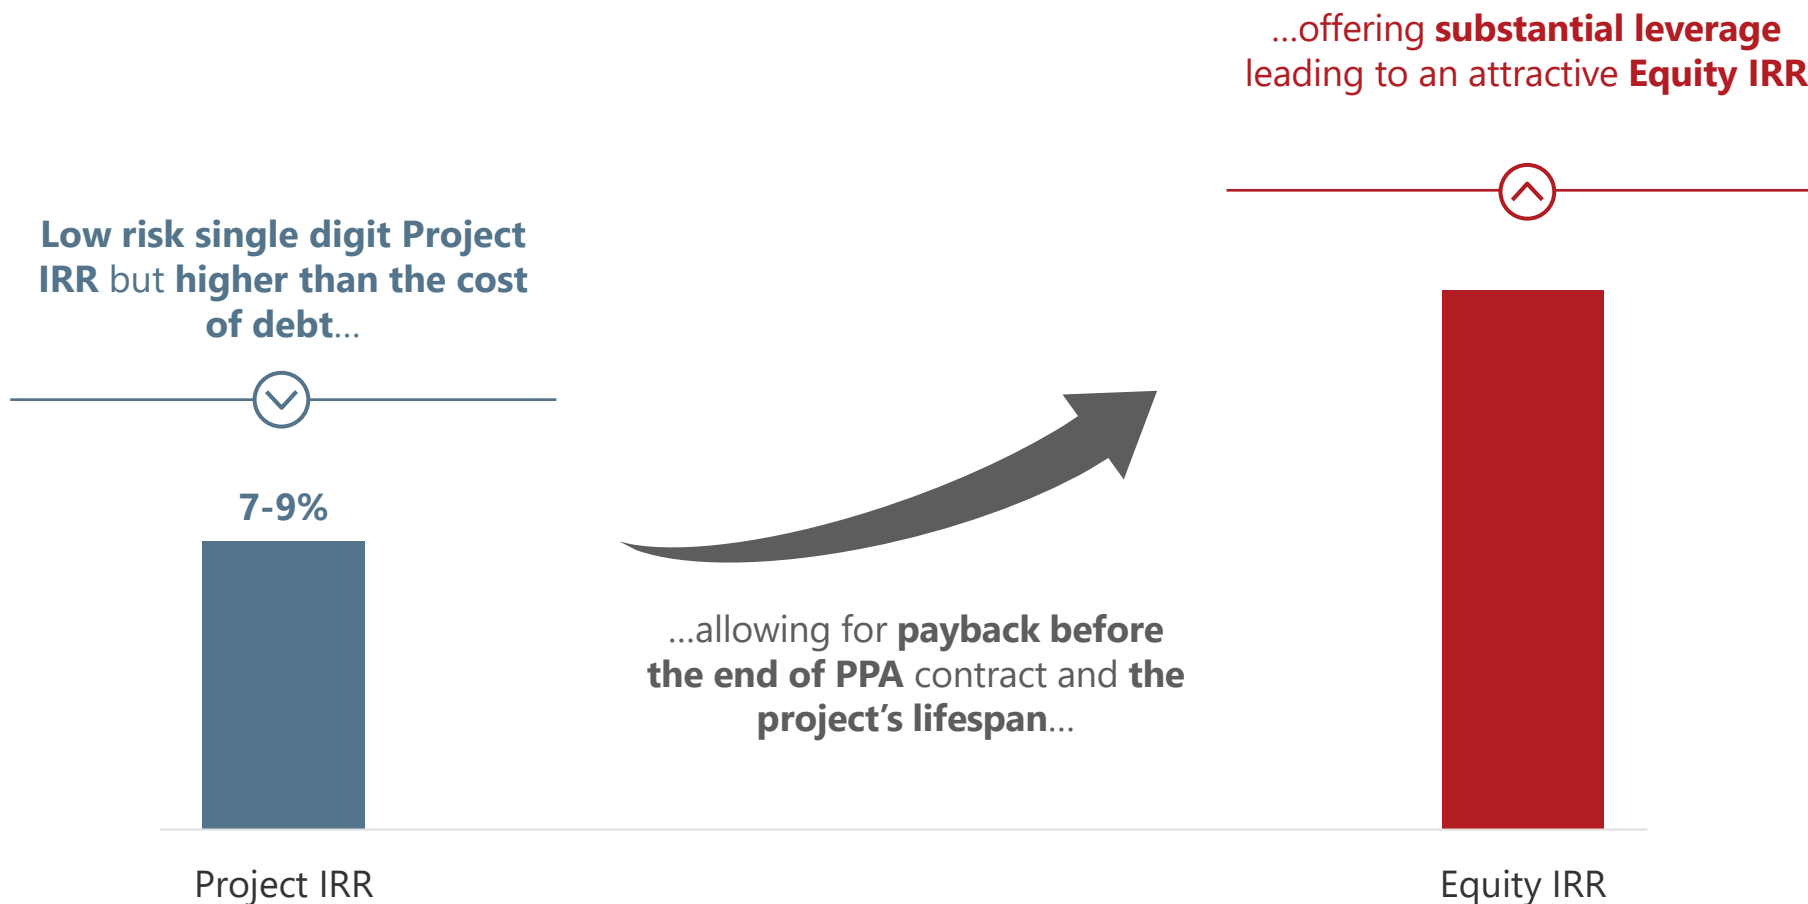 …offering substantial leverage
leading to an attractive Equity IRR
Low risk single digit Project
IRR but higher than the cost
of debt…
7-9%
…allowing for payback before
the end of PPA contract and the
project’s lifespan…
Project IRR
Equity IRR